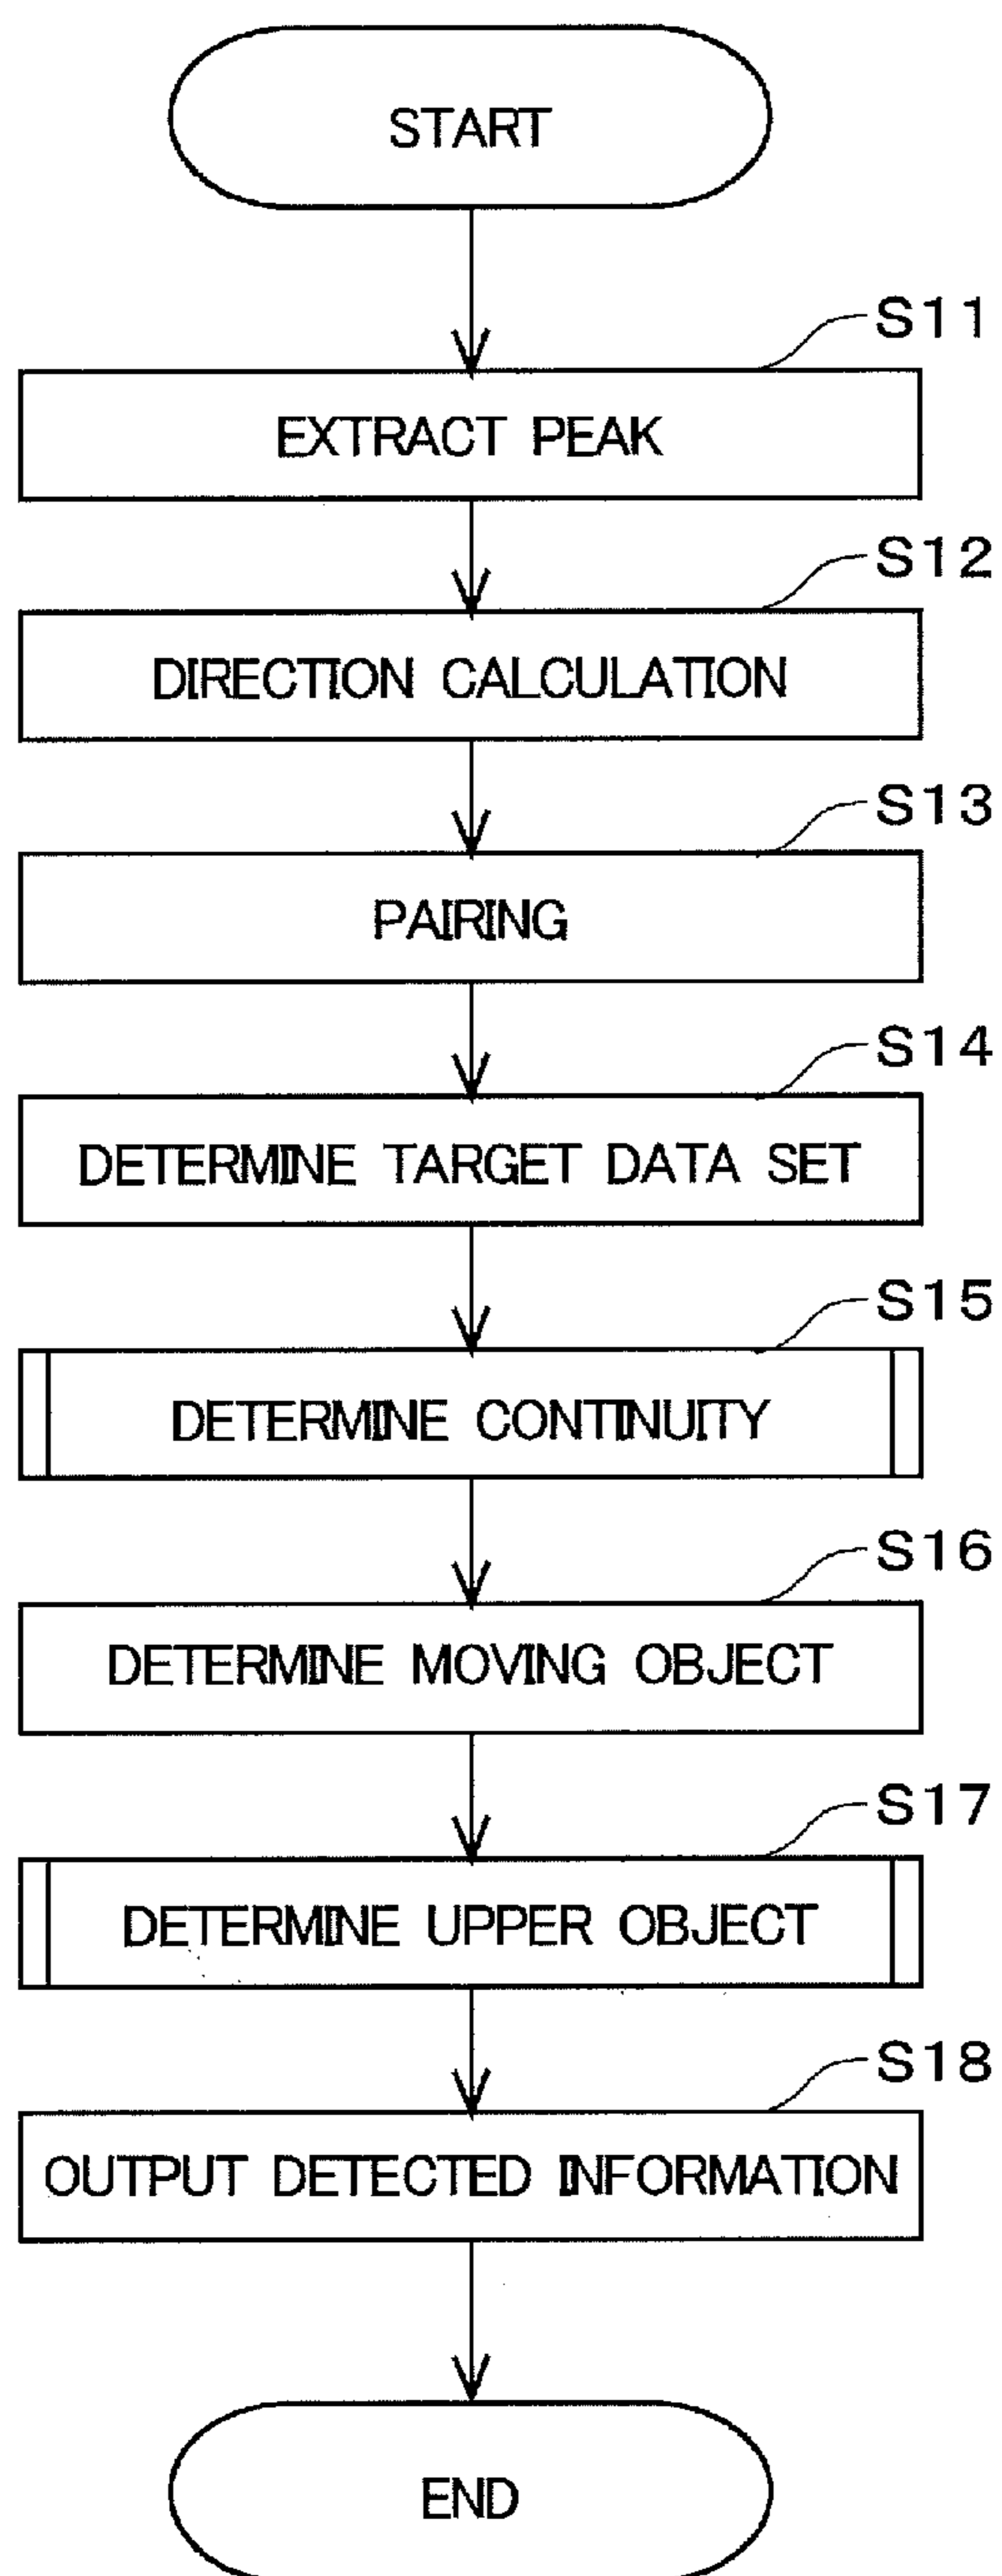 START
S11
EXTRACT PEAK
S12
DIRECTION CALCULATION
S13
PAIRING
S14
DETERMINE TARGET DATA SET
S15
DETERMINE CONTINUITY
S16
DETERMINE MOVING OBJECT
S17
DETERMINE UPPER OBJECT
S18
OUTPUT DETECTED INFORMATION
END